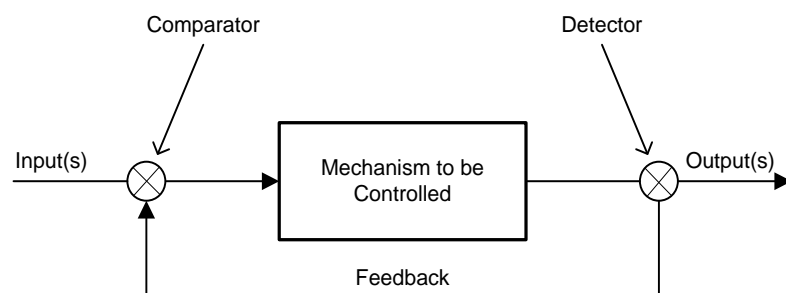 Comparator
Detector
Input(s)
Mechanism to be
Controlled
Output(s)
Feedback